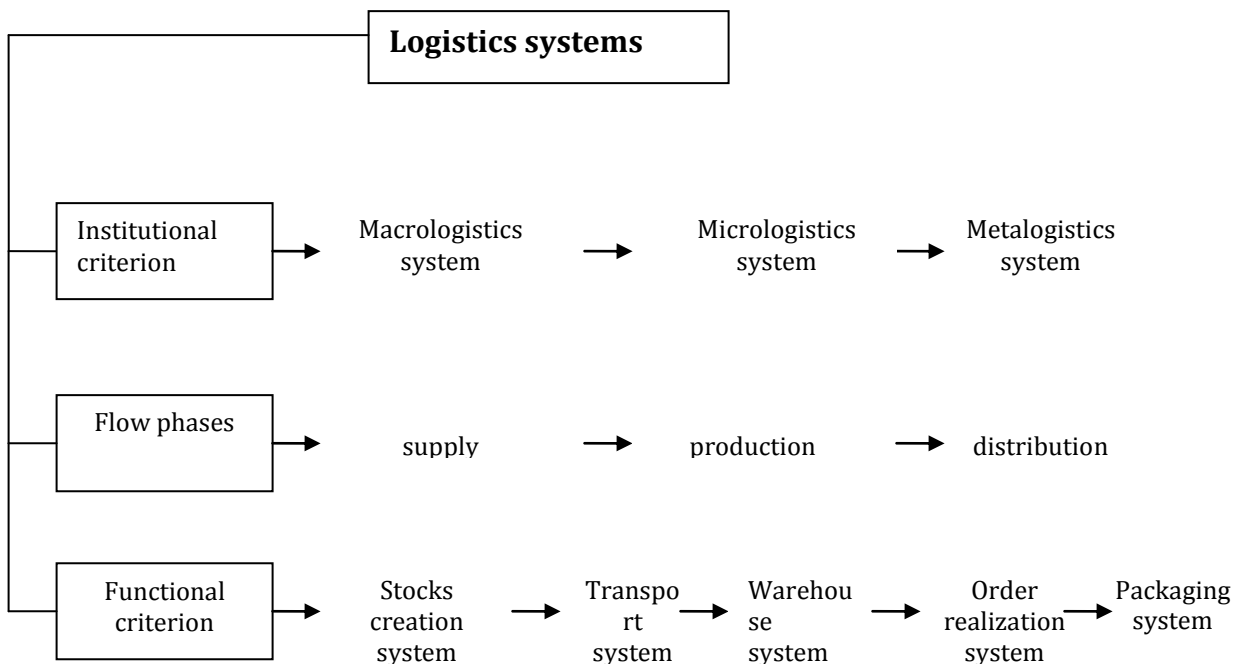 Logistics systems
Institutional
criterion
Macrologistics
system
Micrologistics
system
Metalogistics
system
Flow phases
supply
production
distribution
Functional
criterion
Stocks
creation
system
Transpo
rt
system
Warehou
se
system
Order
realization
system
Packaging
system